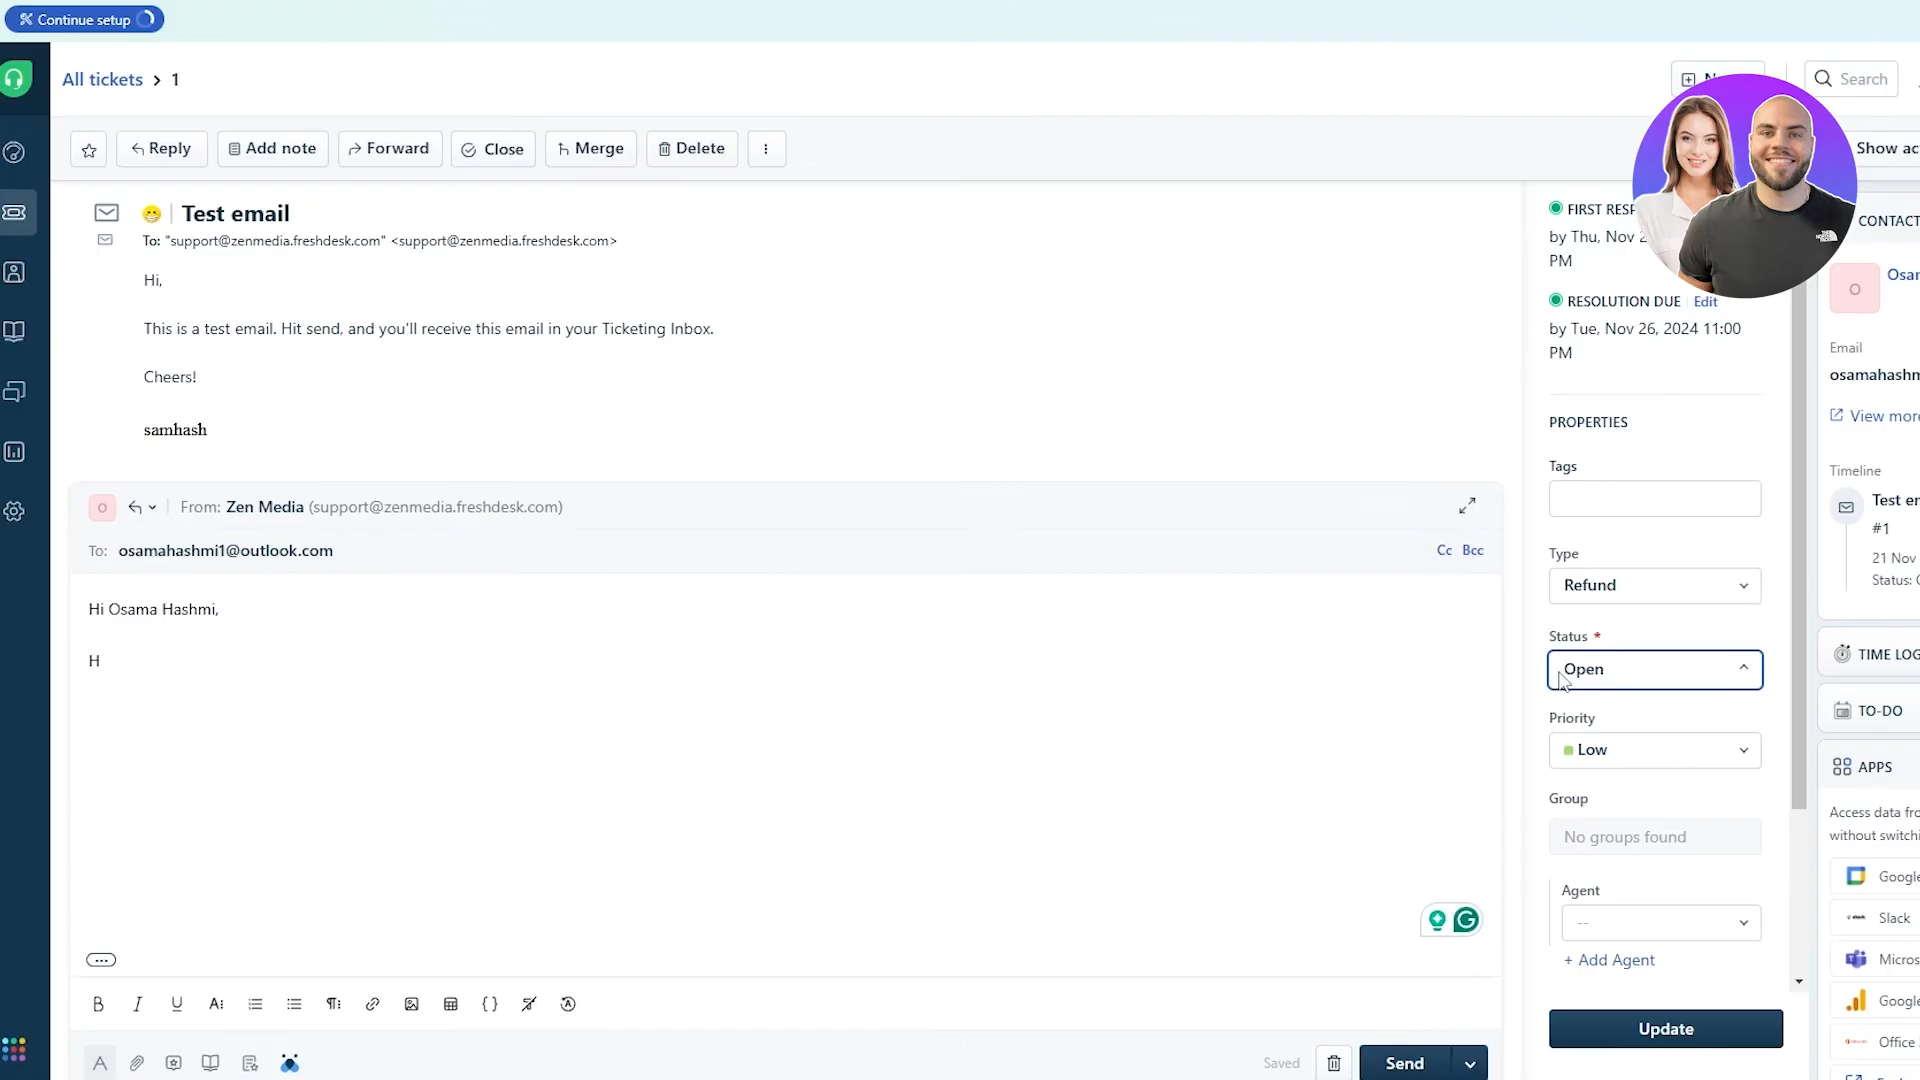 Continue setup
All tickets > 1
Search
Reply
Add note
Forward
Close
Merge
Delete
Show ac
Test email
To: "support@zenmedia.freshdesk.com" <support@zenmedia.freshdesk.com>
Hi,
This is a test email. Hit send, and you'll receive this email in your Ticketing Inbox.
Cheers!
samhash
O
From: Zen Media (support@zenmedia.freshdesk.com)
To: osamahashmi1@outlook.com
Cc Bcc
Hi Osama Hashmi,
H
Saved
Send
FIRST RESP
by Thu, Nov 2
PM
RESOLUTION DUE Edit
by Tue, Nov 26, 2024 11:00
PM
PROPERTIES
Tags
Type
Refund
Status *
Open
Priority
Low
Group
No groups found
Agent
--
+ Add Agent
Update
CONTACT
O
Osa
Email
osamahashm
View more
Timeline
Test e
#1
21 Nov
Status:
TIME LOG
TO-DO
APPS
Access data fro
without switchi
Google
Slack
Micros
Google
Office